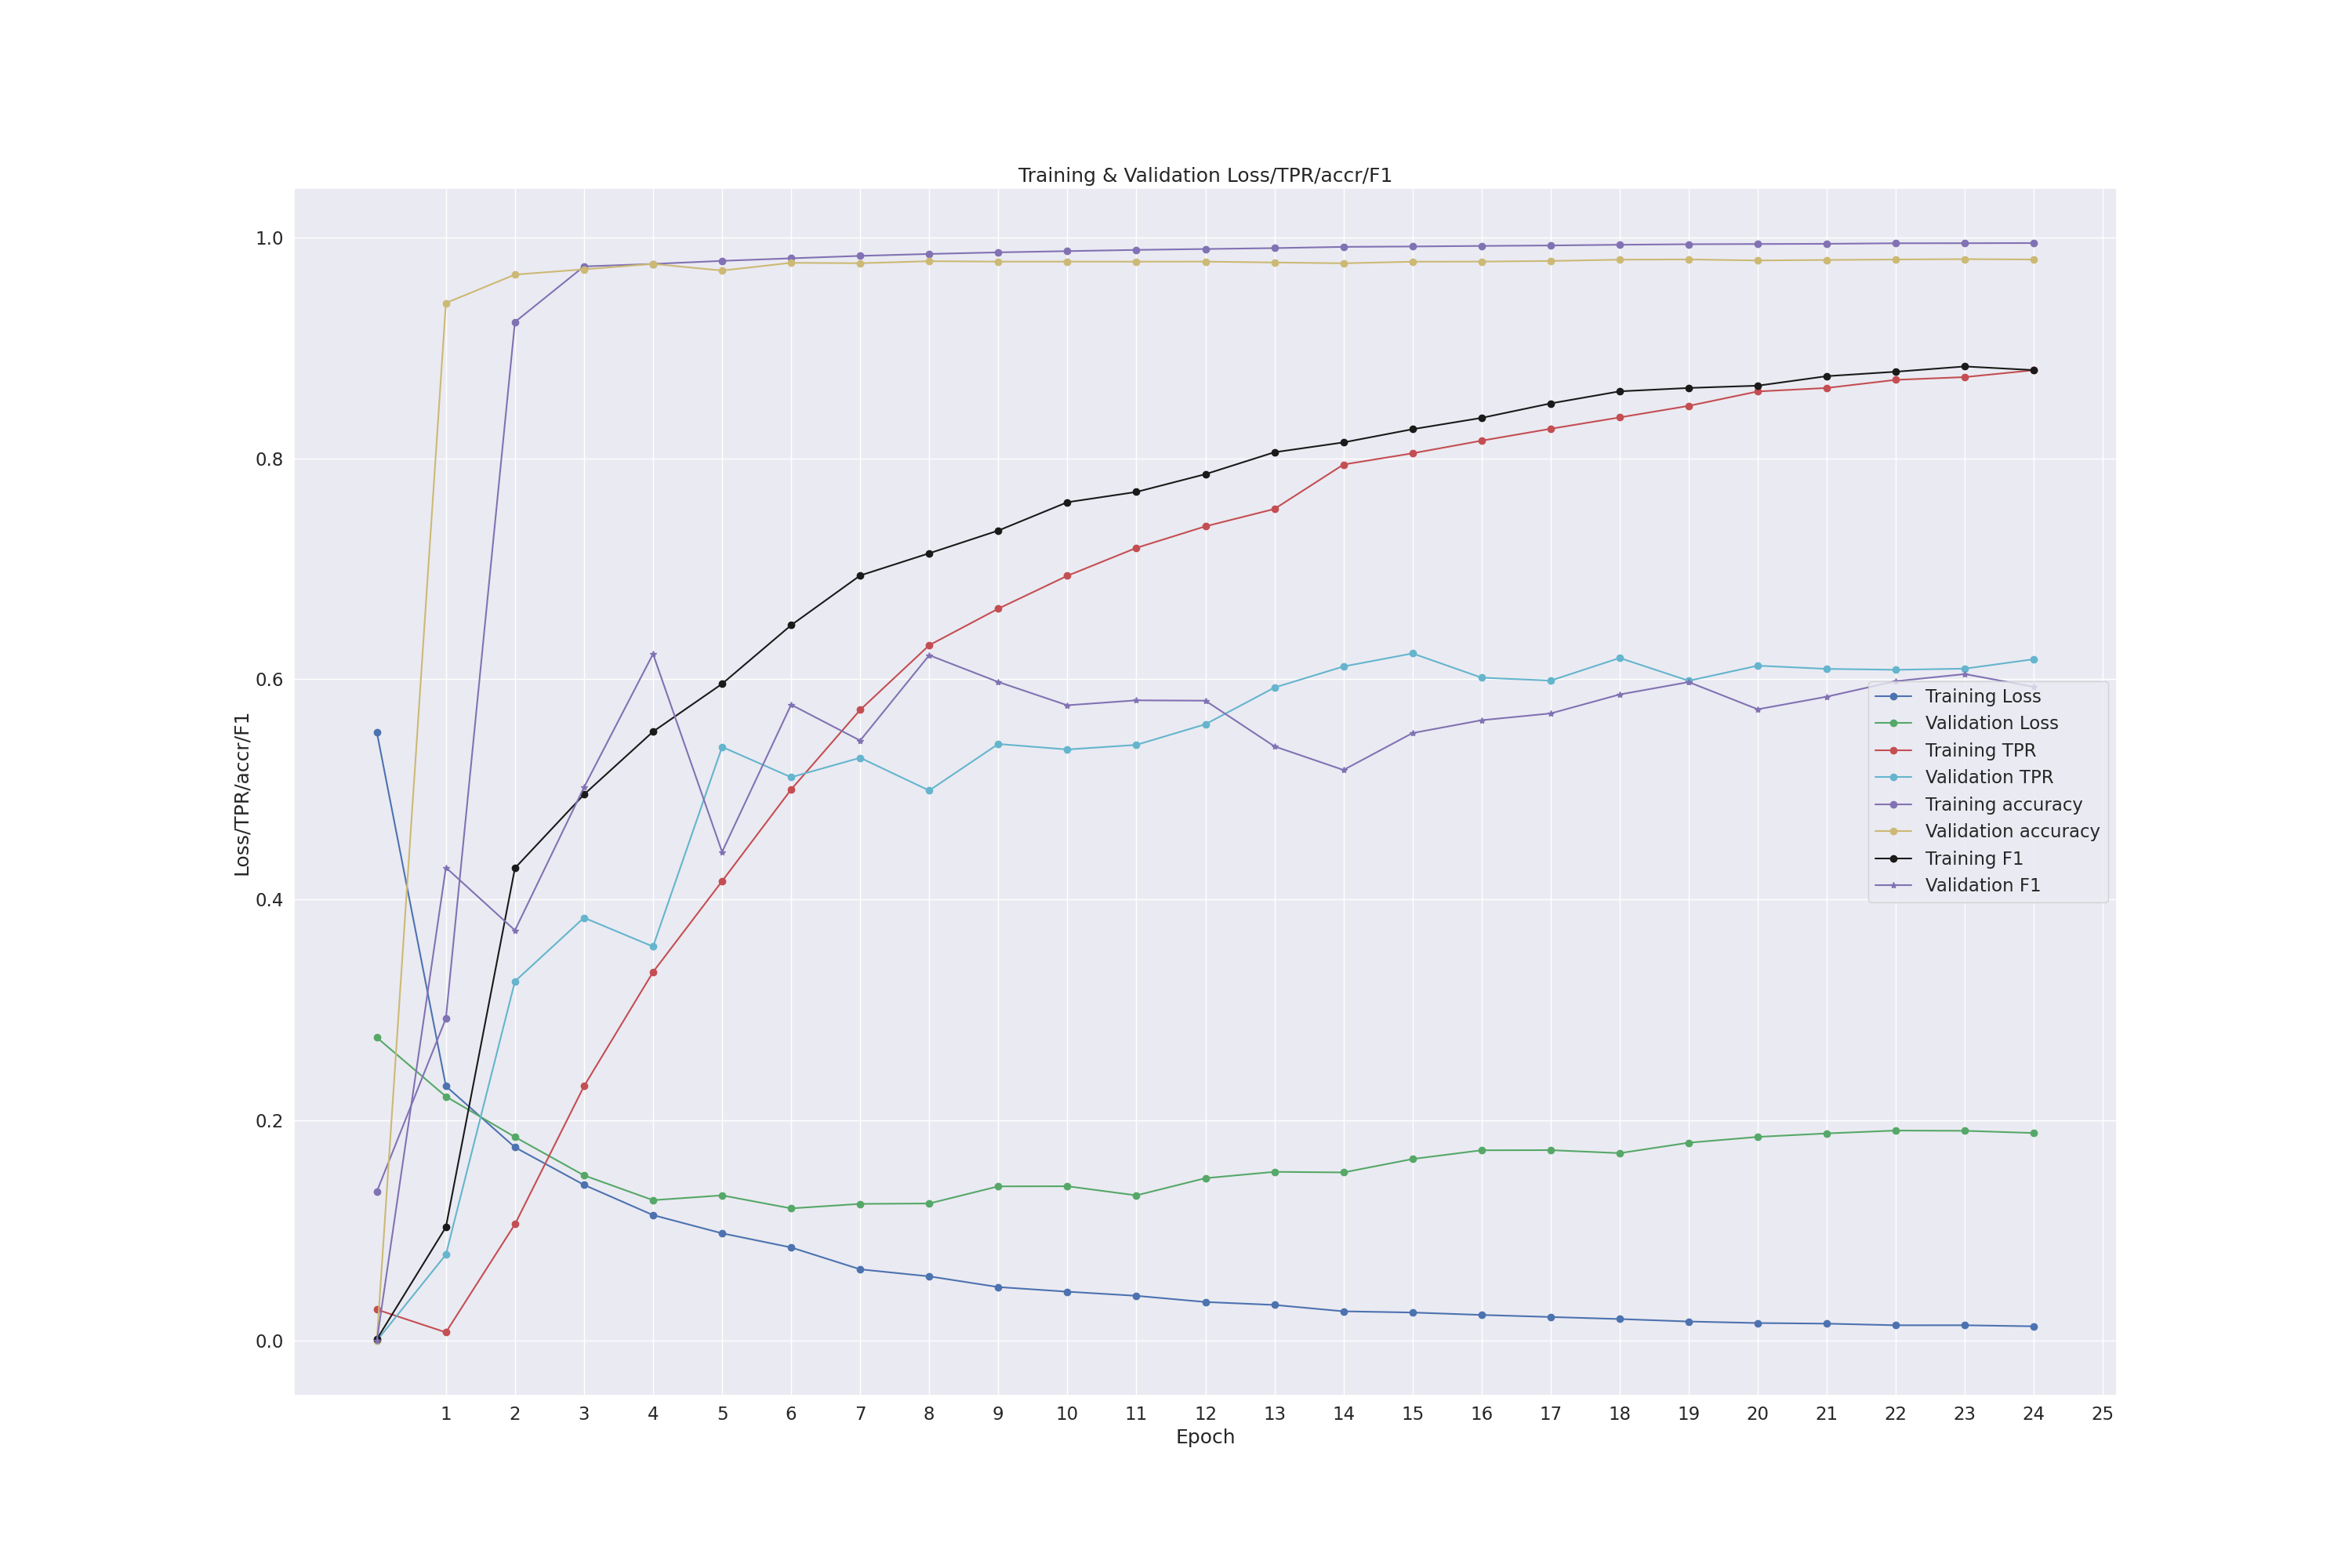 Training & Validation Loss/TPR/accr/F1
1.0
0.8
0.6
0.4
0.2
0.0
Loss/TPR/accr/F1
Training Loss
Validation Loss
Training TPR
Validation TPR
Training accuracy
Validation accuracy
Training F1
Validation F1
1 2 3 4 5 6 7 8 9 10 11 12 13 14 15 16 17 18 19 20 21 22 23 24 25
Epoch